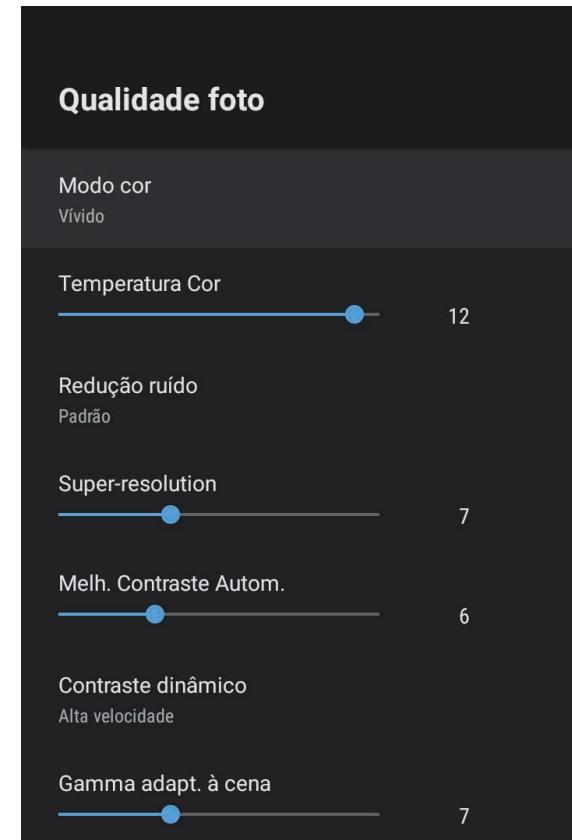 Qualidade foto
Modo cor
Vívido
Temperatura Cor
12
Redução ruído
Padrão
Super-resolution
7
Melh. Contraste Autom.
6
Contraste dinâmico
Alta velocidade
Gamma adapt. à cena
7